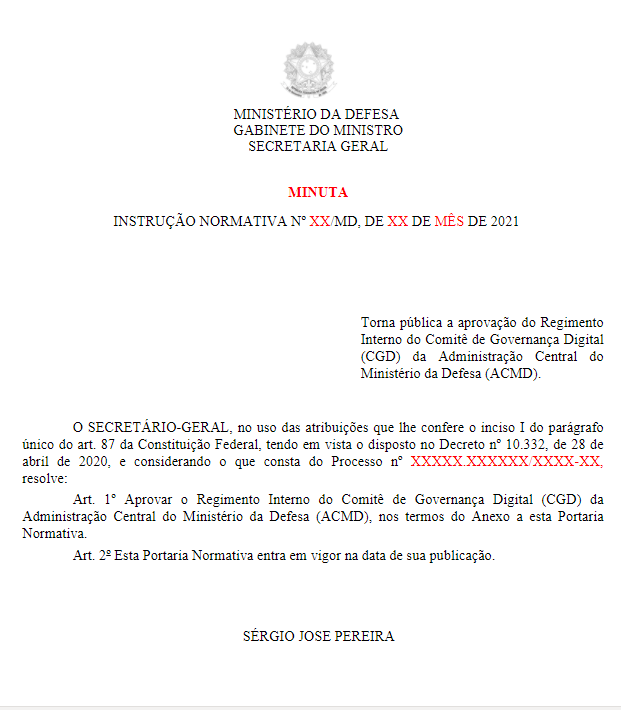 MINISTÉRIO DA DEFESA
GABINETE DO MINISTRO
SECRETARIA GERAL
MINUTA
INSTRUÇÃO NORMATIVA Nº XX/MD, DE XX DE MÊS DE 2021
Torna pública a aprovação do Regimento
Interno do Comitê de Governança Digital
(CGD) da Administração Central do
Ministério da Defesa (ACMD).
O SECRETÁRIO-GERAL, no uso das atribuições que lhe confere o inciso I do parágrafo
único do art. 87 da Constituição Federal, tendo em vista o disposto no Decreto nº 10.332, de 28 de
abril de 2020, e considerando o que consta do Processo nº XXXXX.XXXXXX/XXXX-XX,
resolve:
Art. 1º Aprovar o Regimento Interno do Comitê de Governança Digital (CGD) da
Administração Central do Ministério da Defesa (ACMD), nos termos do Anexo a esta Portaria
Normativa.
Art. 2º Esta Portaria Normativa entra em vigor na data de sua publicação.
SÉRGIO JOSE PEREIRA